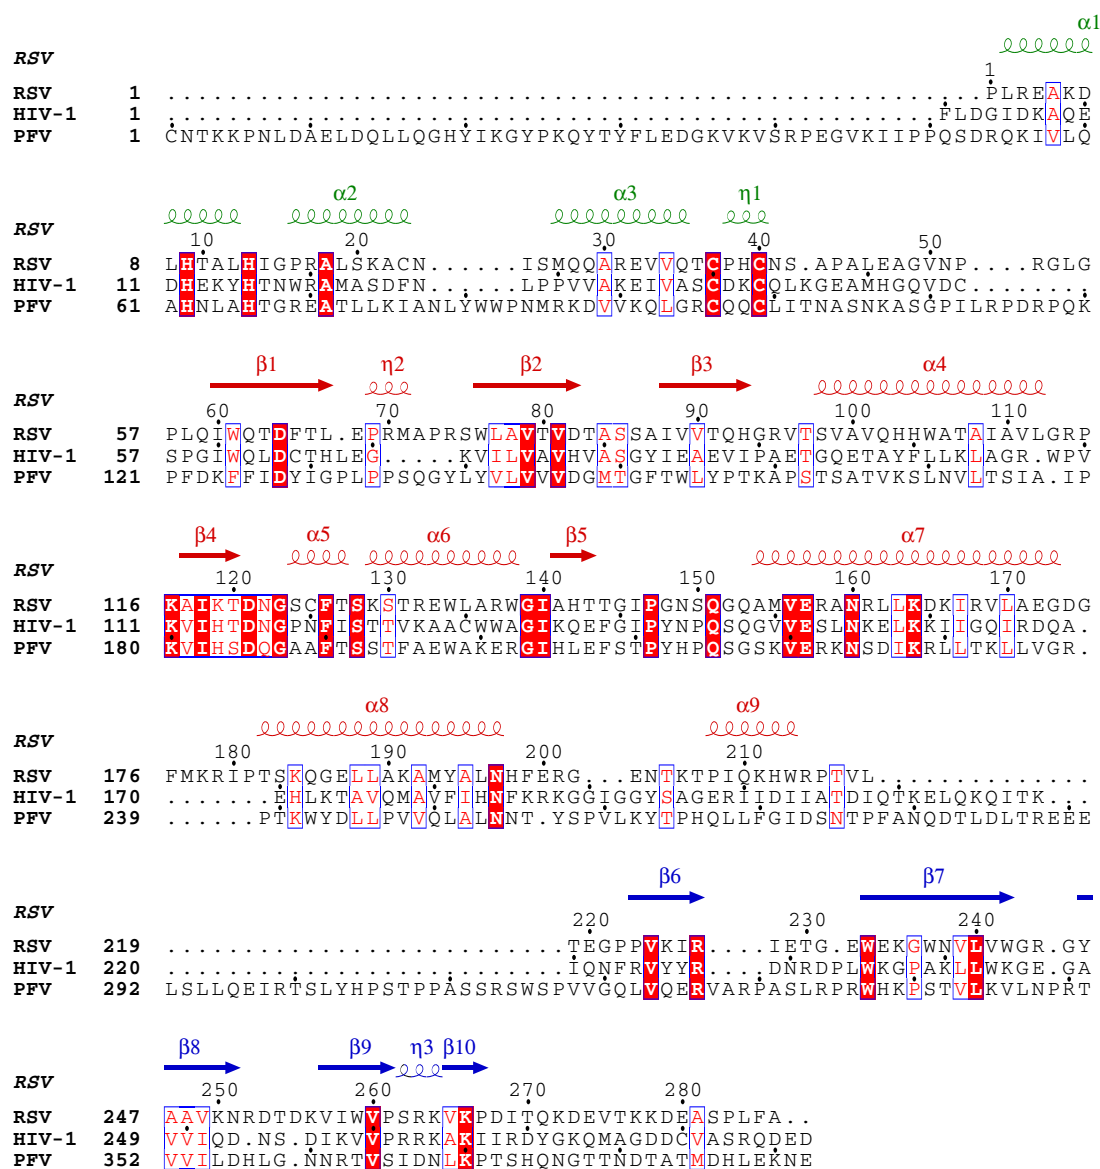 α1
RSV
1
RSV 1 .....................................................PLREAKD
HIV-1 1 ..................................................FLDGIDKAQE
PFV 1 CNTKKPNLDAELDQLLQGHYIKGYPKQYTYFLEDGKVKVSRPEGVKIIPPQSDRQKIVLQ
α2 α3 η1
RSV
10 20 30 40 50
RSV 8 LHTALHIGPRALSKACN......ISMQQAREVVQTCPHCNS.APALEAGVNP....RGLG
HIV-1 11 DHEKYHTNWRAMASDFN......LPPVVAKEIVASCDKCQLKGEAMHGQVDC........
PFV 61 AHNLAHTGREATLLKIANLYWWPNMRKDVVKQLGRCQQCLITNASNKASGPILRPDRPQK
β1 η2 β2 β3 α4
RSV
60 70 80 90 100 110
RSV 57 PLQIWQTDFTL.EPRMAPRSWLAVTVDTASSAIVVTQHGRVTSVAVQHHWATAIAVLGRP
HIV-1 57 SPGIWQLDCTHLEG.....KVILVAVHVASGYIEAEVIPAETGQETAYFLLKLAGR.WPV
PFV 121 PFDKFFIDYIGPLPPSQGYLYVLVVVDGMTGFTWLYPTKAPSTSATVKSLNVLTSIA.IP
β4 α5 α6 β5 α7
RSV
120 130 140 150 160 170
RSV 116 KAIKTDNGSCFTSKSTREWLARWGIAHTTGIPGNSQGQAMVERANRLLKDKIRVLAEGDG
HIV-1 111 KVIHTDNGPNFISTTVKAACWWAGIKQEFGIPYNPQSQGVVESLNKELKKIIGQIRDQA.
PFV 180 KVIHSDQGAAFTSSTFAEWAKERGIHLEFSTPYHPQSGSKVERKNSDIKRLLTKLLVGR.
α8 α9
RSV
180 190 200 210
RSV 176 FMKRIPTSKQGELLAKAMYALNHFERG...ENTKTPIQKHWRPTVL..............
HIV-1 170 .......EHLKTAVQMAVFIHNFKRKGGIGGYSAGERIIDIIATDIQTKELQKQITK...
PFV 239 ......PTKWYDLLPVVQLALNNT.YSPVLKYTPHQLLFGIDSNTPFANQDTLDLTREEE
β6 β7
RSV
220 230 240
RSV 219 ..........................TEGPPVKIR....IETG.EWEKGWNVLVWGR.GY
HIV-1 220 ..........................IQNFRVYYR....DNRDPLWKGPAKLLWKGE.GA
PFV 292 LSLLQEIRTSLYHPSTPPASSRSWSPVVGQLVQERVARPASLRPRWHKPSTVLKVLNPRT
β8 β9 η3 β10
RSV
250 260 270 280
RSV 247 AAVKNRDTDKVIWVPSRKVKPDITQKDEVTKKDEASPLFA..
HIV-1 249 VVIQD.NS.DIKVVPRRKAKIIRDYGKQMAGDDCVASRQDED
PFV 352 VVILDHLG.NNRTVSIDNLKPTSHQNGTTNDTATMDHLEKNE